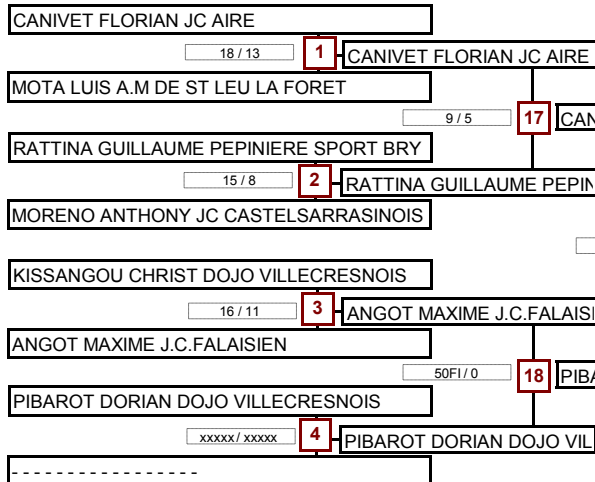 CANIVET FLORIAN JC AIRE
18 / 13
1
CANIVET FLORIAN JC AIRE
MOTA LUIS A.M DE ST LEU LA FORET
9 / 5
17
CAN
RATTINA GUILLAUME PEPINIERE SPORT BRY
15 / 8
2
RATTINA GUILLAUME PEPIN
MORENO ANTHONY JC CASTELSARRASINOIS
KISSANGOU CHRIST DOJO VILLECRESNOIS
16 / 11
3
ANGOT MAXIME J.C.FALAISI
ANGOT MAXIME J.C.FALAISIEN
50FI / 0
18
PIBA
PIBAROT DORIAN DOJO VILLECRESNOIS
xxxxx / xxxxx
4
PIBAROT DORIAN DOJO VIL
- - - - - - - - - - - - - - - - -